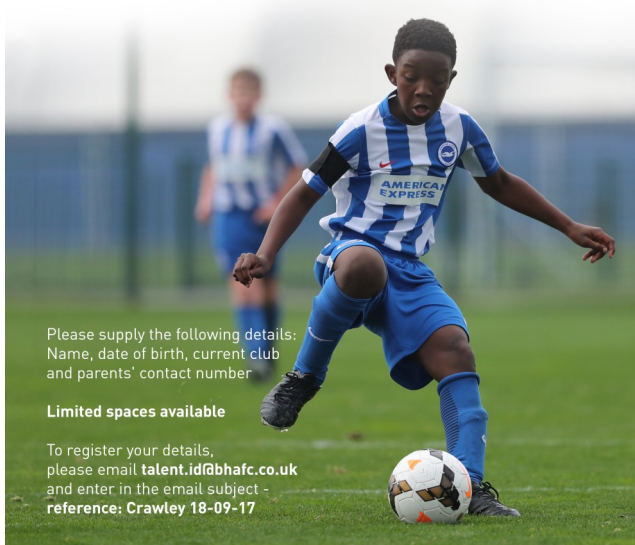 AMERICAN
EXPRESS
Please supply the following details:
Name, date of birth, current club
and parents' contact number
Limited spaces available
To register your details,
please email talent.id@bhafc.co.uk
and enter in the email subject -
reference: Crawley 18-09-17